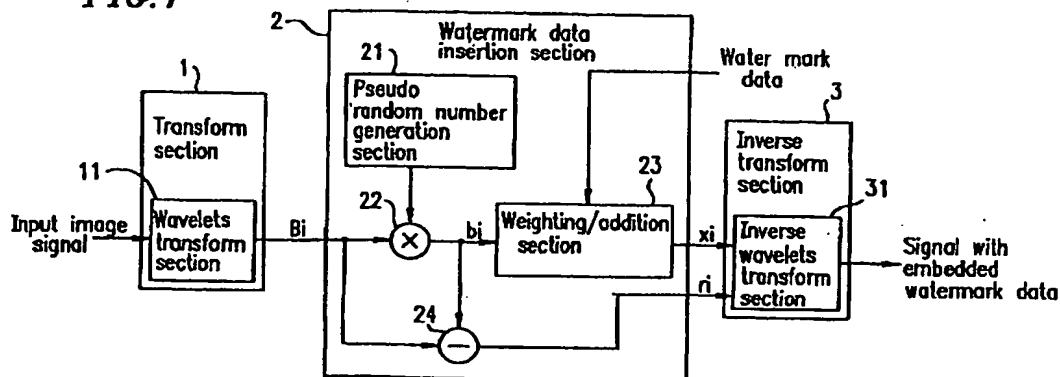 2
Watermark data
insertion section
21
Pseudo
random number
generation
section
Water mark
data
1
Transform
section
11
Wavelets
transform
section
Input image
signal
Bi
22
×
bi
23
Weighting/addition
section
xi
ri
24
−
3
Inverse
transform
section
31
Inverse
wavelets
transform
section
Signal with
embedded
watermark data